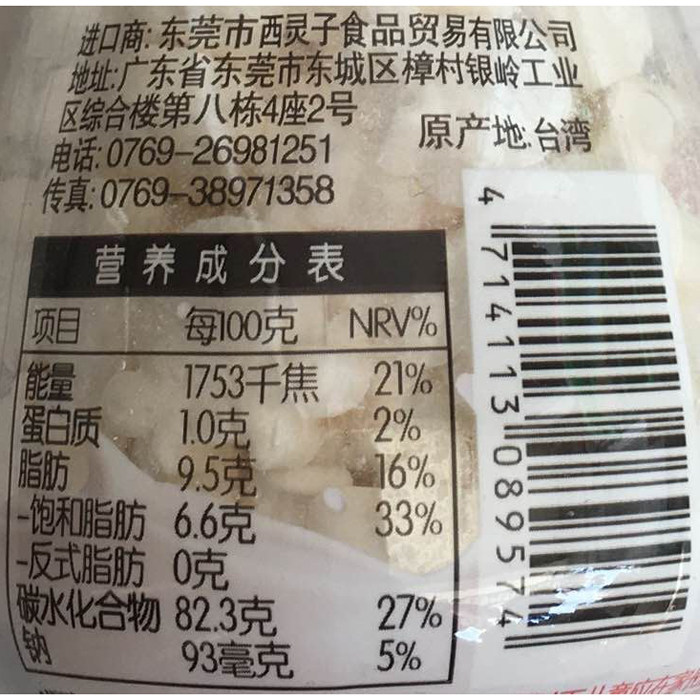 进口商: 东莞市西灵子食品贸易有限公司
地址:广东省东莞市东城区樟村银岭工业
区综合楼第八栋4座2号
电话: 0769-26981251
传真: 0769-38971358
原产地:台湾
营养成分表
项目 每100克 NRV%
能量 1753千焦 21%
蛋白质 1.0克 2%
脂肪 9.5克 16%
-饱和脂肪 6.6克 33%
-反式脂肪 0克
碳水化合物 82.3克 27%
钠 93毫克 5%
4 714113 089574